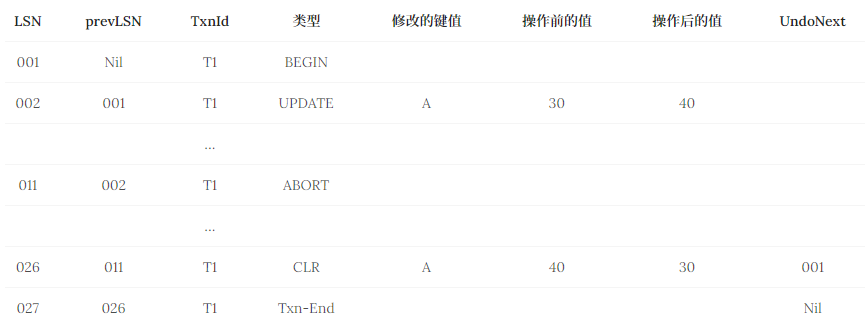 LSN prevLSN TxnId 类型 修改的键值 操作前的值 操作后的值 UndoNext
001 Nil T1 BEGIN
002 001 T1 UPDATE A 30 40
...
011 002 T1 ABORT
...
026 011 T1 CLR A 40 30 001
027 026 T1 Txn-End Nil